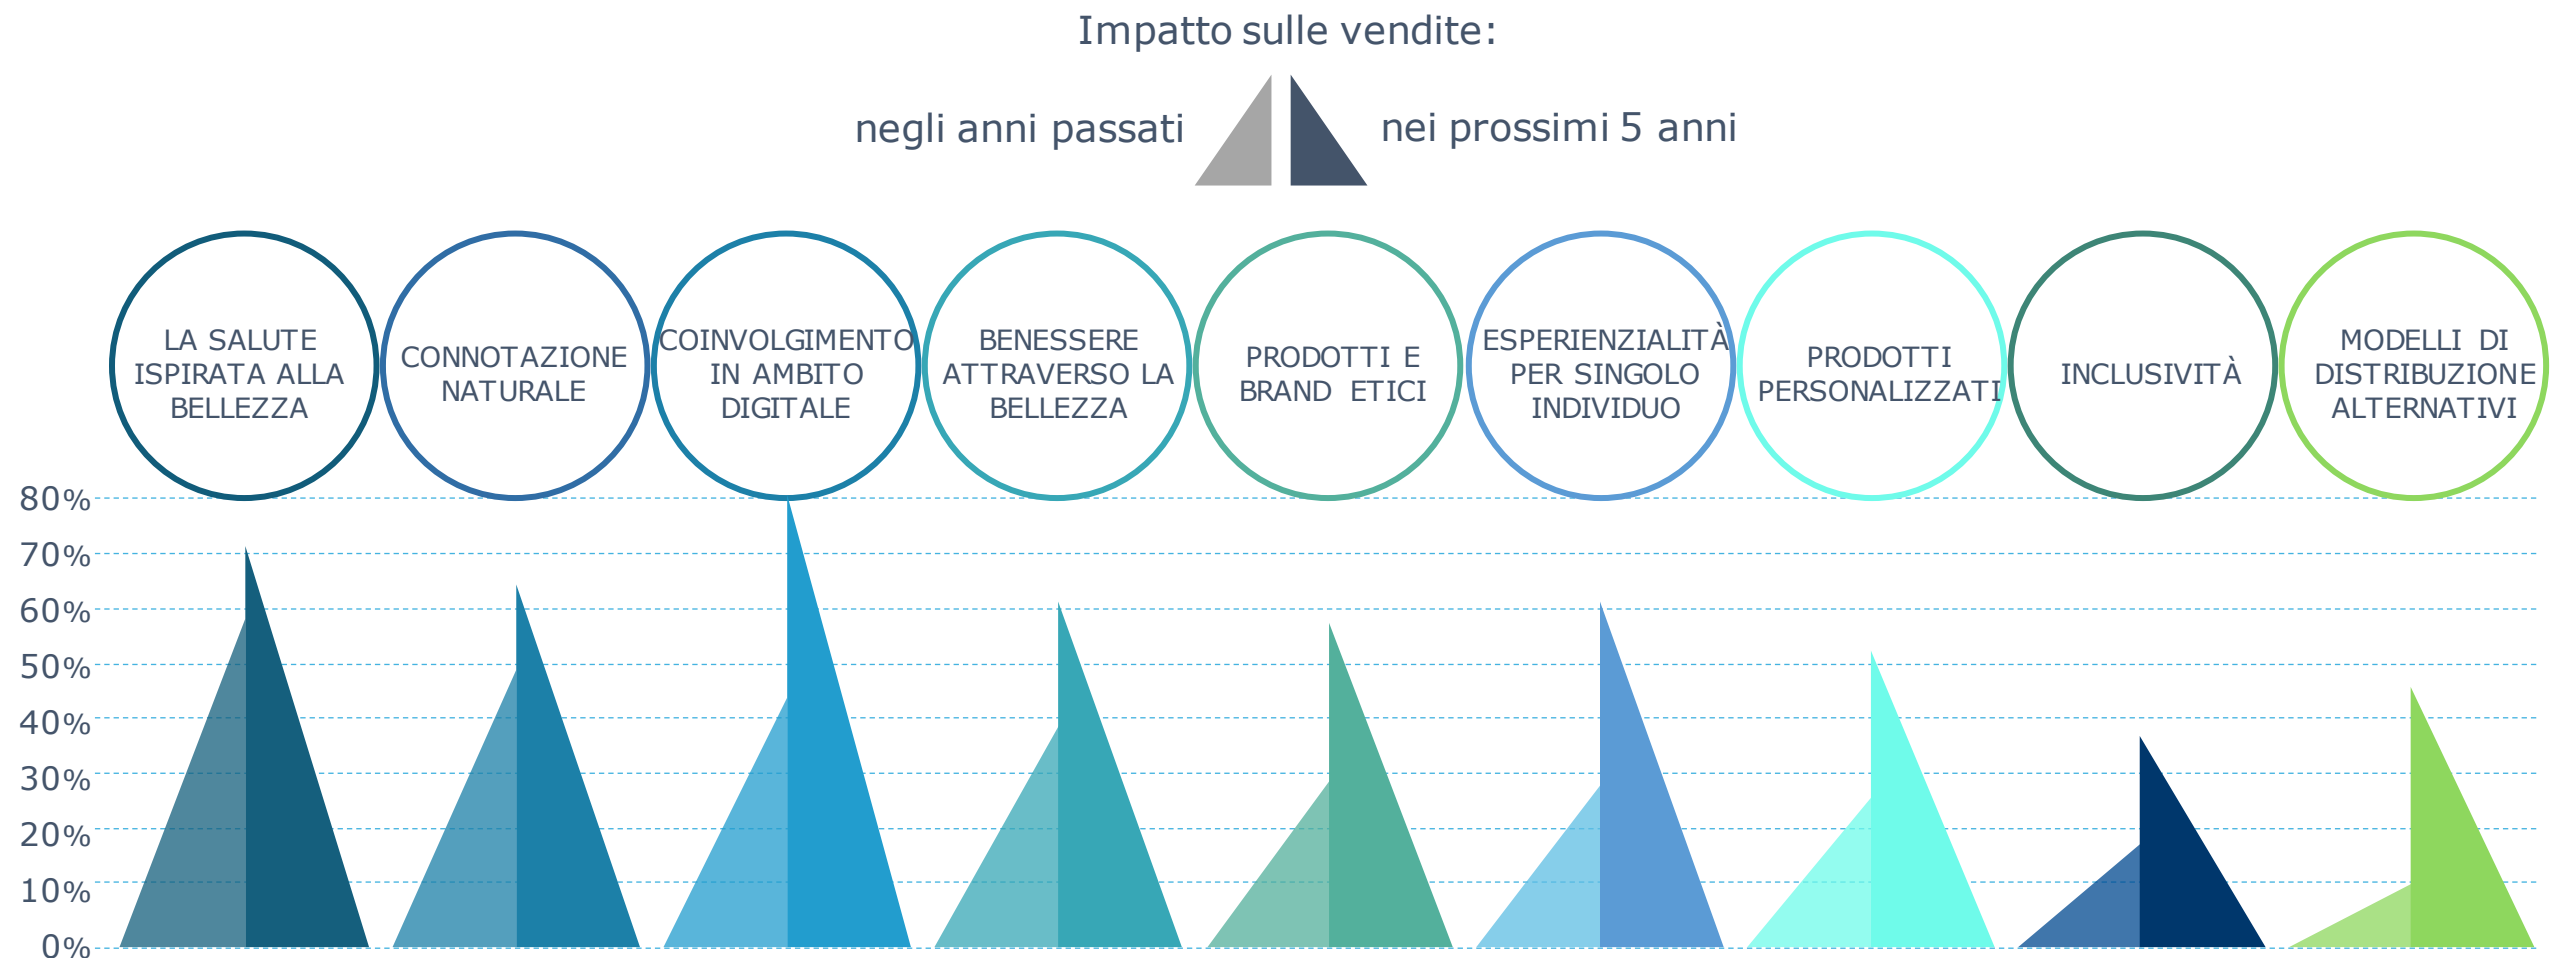 Impatto sulle vendite:
negli anni passati
nei prossimi 5 anni
LA SALUTE
ISPIRATA ALLA
BELLEZZA
CONNOTAZIONE
NATURALE
COINVOLGIMENTO
IN AMBITO
DIGITALE
BENESSERE
ATTRAVERSO LA
BELLEZZA
PRODOTTI E
BRAND ETICI
ESPERIENZIALITÀ
PER SINGOLO
INDIVIDUO
PRODOTTI
PERSONALIZZATI
INCLUSIVITÀ
MODELLI DI
DISTRIBUZIONE
ALTERNATIVI
80%
70%
60%
50%
40%
30%
20%
10%
0%